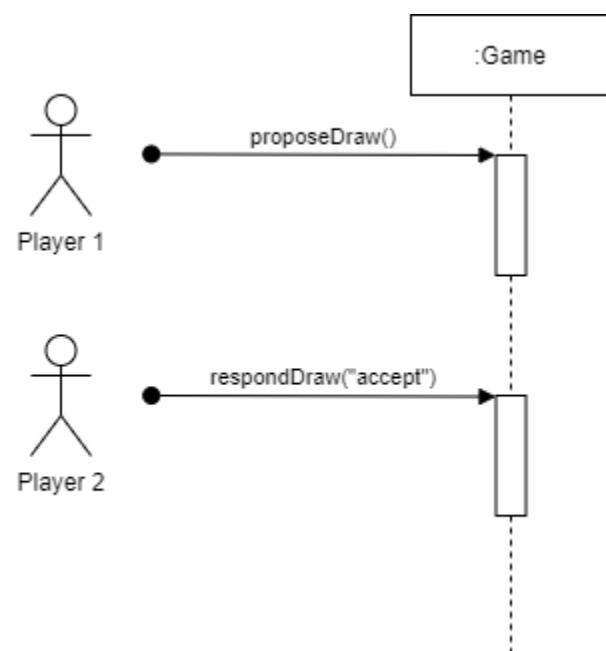 :Game
proposeDraw()
Player 1
respondDraw("accept")
Player 2